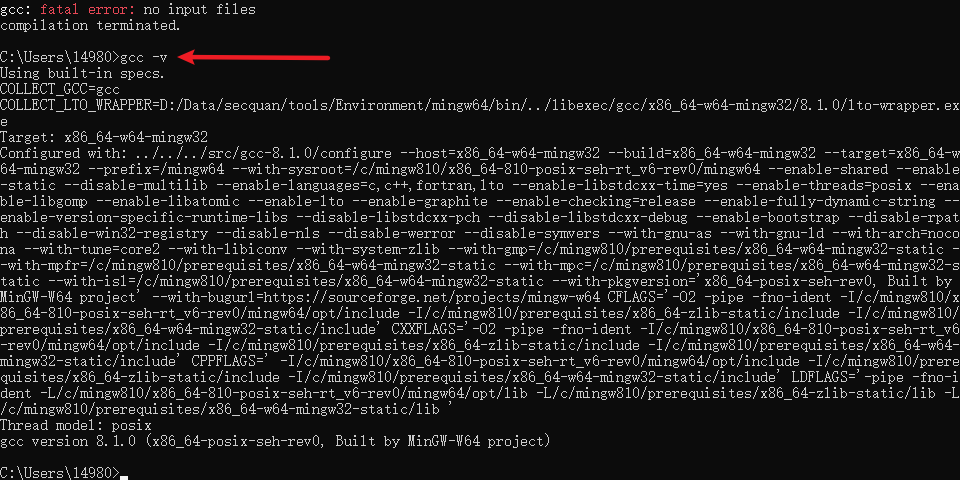 gcc: fatal error: no input files
compilation terminated.
C:\Users\14980>gcc -v
Using built-in specs.
COLLECT_GCC=gcc
COLLECT_LTO_WRAPPER=D:/Data/secquan/tools/Environment/mingw64/bin/../libexec/gcc/x86_64-w64-mingw32/8.1.0/lto-wrapper.ex
e
Target: x86_64-w64-mingw32
Configured with: ../../../src/gcc-8.1.0/configure --host=x86_64-w64-mingw32 --build=x86_64-w64-mingw32 --target=x86_64-w
64-mingw32 --prefix=/mingw64 --with-sysroot=/c/mingw810/x86_64-810-posix-seh-rt_v6-rev0/mingw64 --enable-shared --enable
-static --disable-multilib --enable-languages=c,c++,fortran,lto --enable-libstdcxx-time=yes --enable-threads=posix --ena
ble-libgomp --enable-libatomic --enable-lto --enable-graphite --enable-checking=release --enable-fully-dynamic-string --
enable-version-specific-runtime-libs --disable-libstdcxx-pch --disable-libstdcxx-debug --enable-bootstrap --disable-rpat
h --disable-win32-registry --disable-nls --disable-werror --disable-symvers --with-gnu-as --with-gnu-ld --with-arch=noco
na --with-tune=core2 --with-libiconv --with-system-zlib --with-gmp=/c/mingw810/prerequisites/x86_64-w64-mingw32-static -
-with-mpfr=/c/mingw810/prerequisites/x86_64-w64-mingw32-static --with-mpc=/c/mingw810/prerequisites/x86_64-w64-mingw32-s
tatic --with-isl=/c/mingw810/prerequisites/x86_64-w64-mingw32-static --with-pkgversion='x86_64-posix-seh-rev0, Built by
MinGW-W64 project' --with-bugurl=https://sourceforge.net/projects/mingw-w64 CFLAGS='-O2 -pipe -fno-ident -I/c/mingw810/x
86_64-810-posix-seh-rt_v6-rev0/mingw64/opt/include -I/c/mingw810/prerequisites/x86_64-zlib-static/include -I/c/mingw810/
prerequisites/x86_64-w64-mingw32-static/include' CXXFLAGS='-O2 -pipe -fno-ident -I/c/mingw810/x86_64-810-posix-seh-rt_v6
-rev0/mingw64/opt/include -I/c/mingw810/prerequisites/x86_64-zlib-static/include -I/c/mingw810/prerequisites/x86_64-w64-
mingw32-static/include' CPPFLAGS=' -I/c/mingw810/x86_64-810-posix-seh-rt_v6-rev0/mingw64/opt/include -I/c/mingw810/prere
quisites/x86_64-zlib-static/include -I/c/mingw810/prerequisites/x86_64-w64-mingw32-static/include' LDFLAGS='-pipe -fno-i
dent -L/c/mingw810/x86_64-810-posix-seh-rt_v6-rev0/mingw64/opt/lib -L/c/mingw810/prerequisites/x86_64-zlib-static/lib -L
/c/mingw810/prerequisites/x86_64-w64-mingw32-static/lib '
Thread model: posix
gcc version 8.1.0 (x86_64-posix-seh-rev0, Built by MinGW-W64 project)
C:\Users\14980>